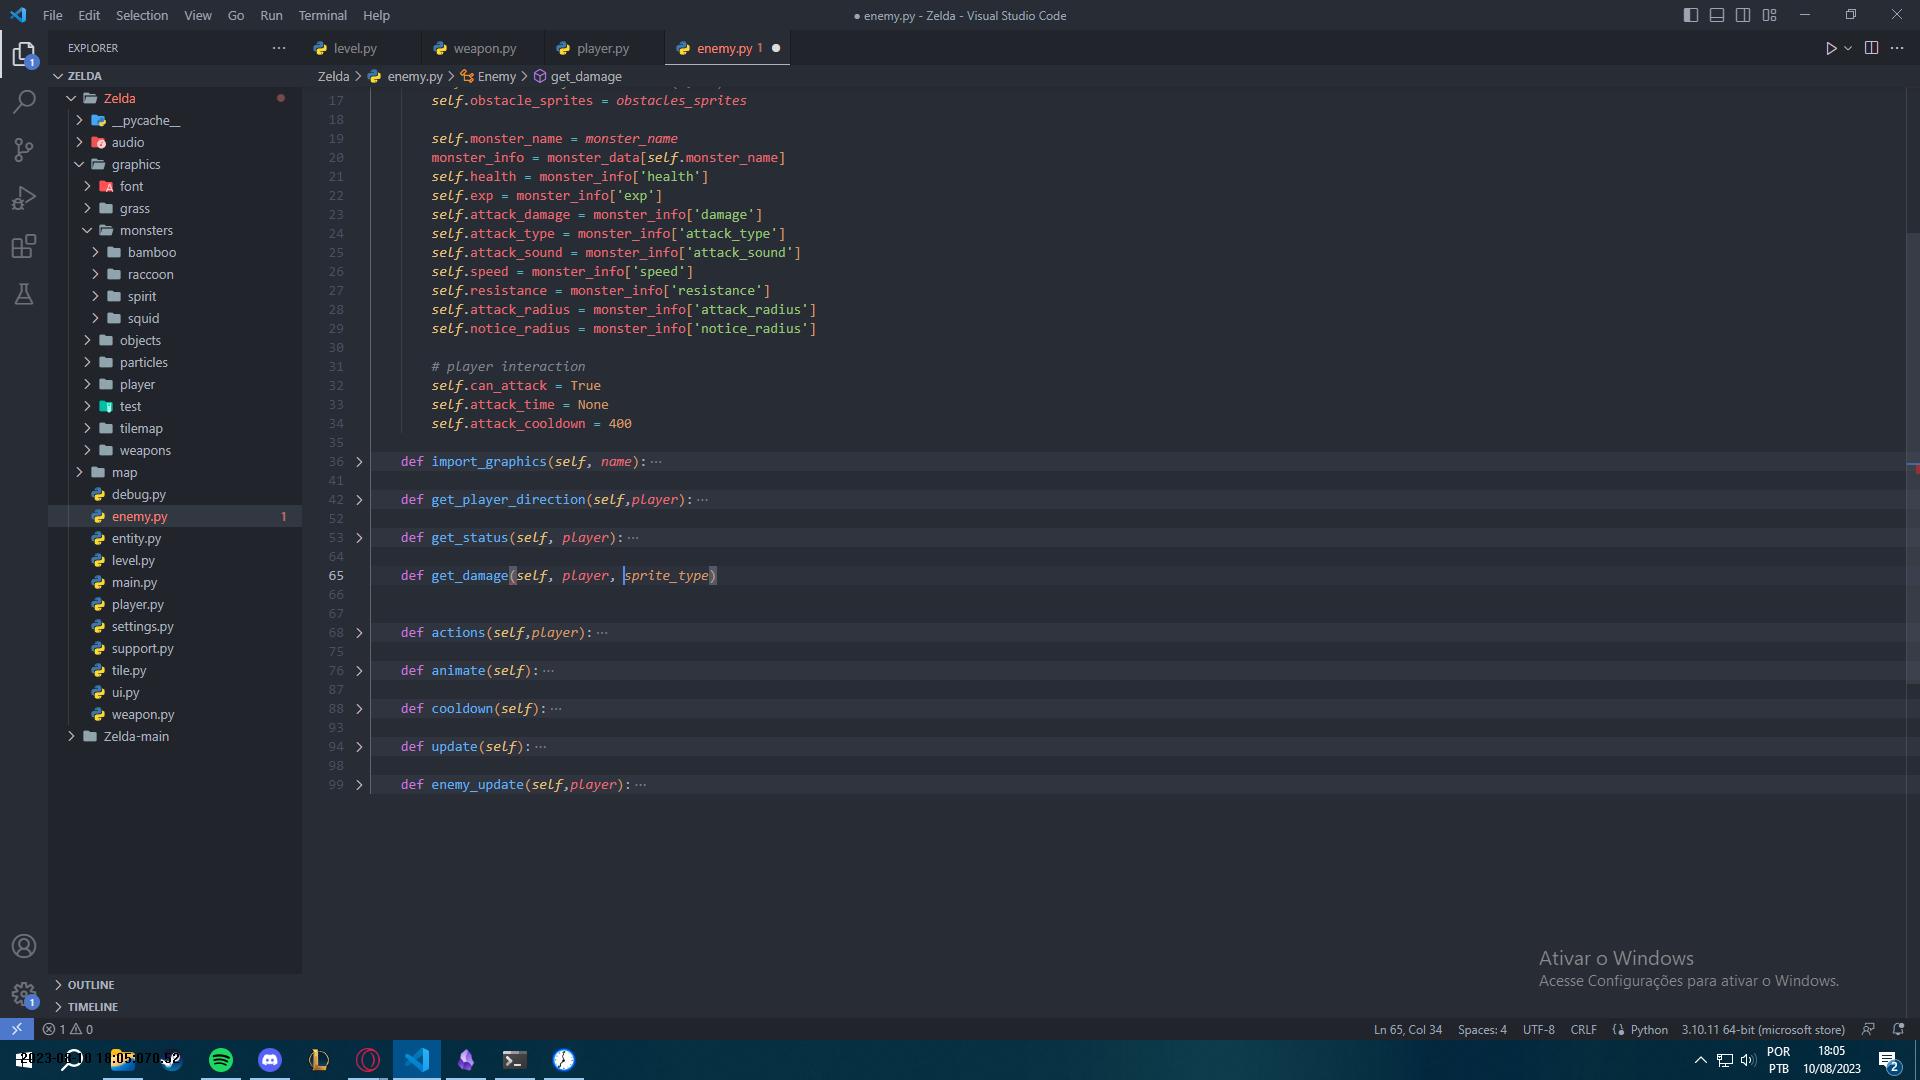 File Edit Selection View Go Run Terminal Help
● enemy.py - Zelda - Visual Studio Code
EXPLORER
level.py
weapon.py
player.py
enemy.py 1
ZELDA
Zelda > enemy.py > Enemy > get_damage
Zelda
__pycache__
audio
graphics
font
grass
monsters
bamboo
raccoon
spirit
squid
objects
particles
player
test
tilemap
weapons
map
debug.py
enemy.py 1
entity.py
level.py
main.py
player.py
settings.py
support.py
tile.py
ui.py
weapon.py
Zelda-main
OUTLINE
TIMELINE
17 self.obstacle_sprites = obstacles_sprites
18
19 self.monster_name = monster_name
20 monster_info = monster_data[self.monster_name]
21 self.health = monster_info['health']
22 self.exp = monster_info['exp']
23 self.attack_damage = monster_info['damage']
24 self.attack_type = monster_info['attack_type']
25 self.attack_sound = monster_info['attack_sound']
26 self.speed = monster_info['speed']
27 self.resistance = monster_info['resistance']
28 self.attack_radius = monster_info['attack_radius']
29 self.notice_radius = monster_info['notice_radius']
30
31 # player interaction
32 self.can_attack = True
33 self.attack_time = None
34 self.attack_cooldown = 400
35
36 def import_graphics(self, name): ···
41
42 def get_player_direction(self,player): ···
52
53 def get_status(self, player): ···
64
65 def get_damage(self, player, sprite_type)
66
67
68 def actions(self,player): ···
75
76 def animate(self): ···
87
88 def cooldown(self): ···
93
94 def update(self): ···
98
99 def enemy_update(self,player): ···
Ativar o Windows
Acesse Configurações para ativar o Windows.
1
1
1 0
Ln 65, Col 34 Spaces: 4 UTF-8 CRLF Python 3.10.11 64-bit (microsoft store)
POR
PTB
18:05
10/08/2023
2